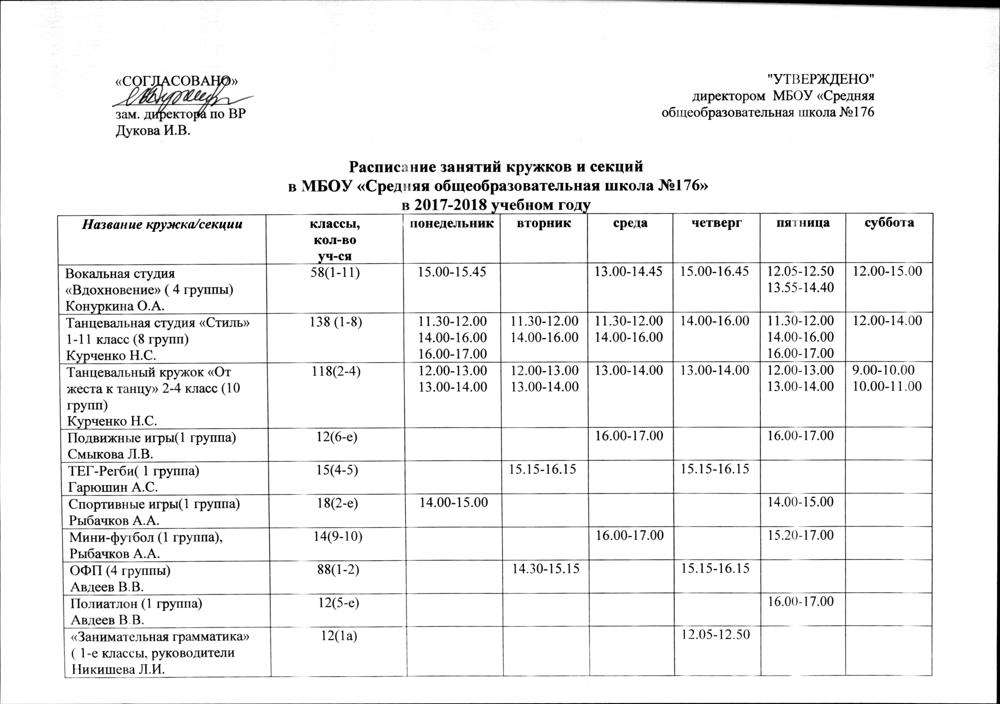 «СОГЛАСОВАНО»
зам. директора по ВР
Дукова И.В.
"УТВЕРЖДЕНО"
директором МБОУ «Средняя
общеобразовательная школа №176
Расписание занятий кружков и секций
в МБОУ «Средняя общеобразовательная школа №176»
в 2017-2018 учебном году
Название кружка/секции
классы,
кол-во
уч-ся
понедельник
вторник
среда
четверг
пятница
суббота
Вокальная студия
«Вдохновение» ( 4 группы)
Конуркина О.А.
58(1-11)
15.00-15.45
13.00-14.45
15.00-16.45
12.05-12.50
13.55-14.40
12.00-15.00
Танцевальная студия «Стиль»
1-11 класс (8 групп)
Курченко Н.С.
138 (1-8)
11.30-12.00
14.00-16.00
16.00-17.00
11.30-12.00
14.00-16.00
11.30-12.00
14.00-16.00
14.00-16.00
11.30-12.00
14.00-16.00
16.00-17.00
12.00-14.00
Танцевальный кружок «От
жеста к танцу» 2-4 класс (10
групп)
Курченко Н.С.
118(2-4)
12.00-13.00
13.00-14.00
12.00-13.00
13.00-14.00
13.00-14.00
13.00-14.00
12.00-13.00
13.00-14.00
9.00-10.00
10.00-11.00
Подвижные игры(1 группа)
Смыкова Л.В.
12(6-е)
16.00-17.00
16.00-17.00
ТЕГ-Регби( 1 группа)
Гарюшин А.С.
15(4-5)
15.15-16.15
15.15-16.15
Спортивные игры(1 группа)
Рыбачков А.А.
18(2-е)
14.00-15.00
14.00-15.00
Мини-футбол (1 группа),
Рыбачков А.А.
14(9-10)
16.00-17.00
15.20-17.00
ОФП (4 группы)
Авдеев В.В.
88(1-2)
14.30-15.15
15.15-16.15
Полиатлон (1 группа)
Авдеев В.В.
12(5-е)
16.00-17.00
«Занимательная грамматика»
( 1-е классы, руководители
Никишева Л.И.
12(1а)
12.05-12.50